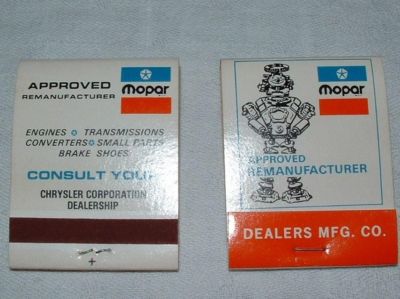 APPROVED
REMANUFACTURER
mopar
ENGINES TRANSMISSIONS
CONVERTERS SMALL PARTS
BRAKE SHOES
CONSULT YOUR
CHRYSLER CORPORATION
DEALERSHIP
mopar
APPROVED
REMANUFACTURER
DEALERS MFG. CO.